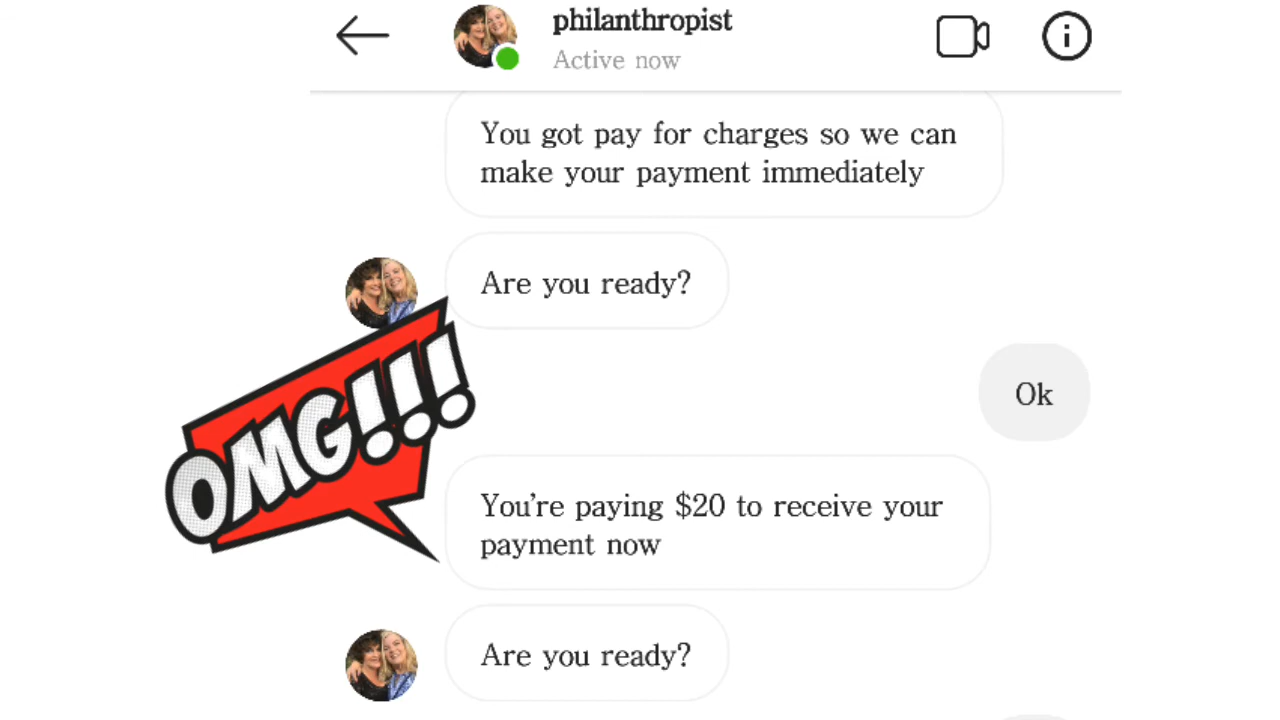 philanthropist
Active now
You got pay for charges so we can
make your payment immediately
Are you ready?
Ok
OMG!!!
You're paying $20 to receive your
payment now
Are you ready?